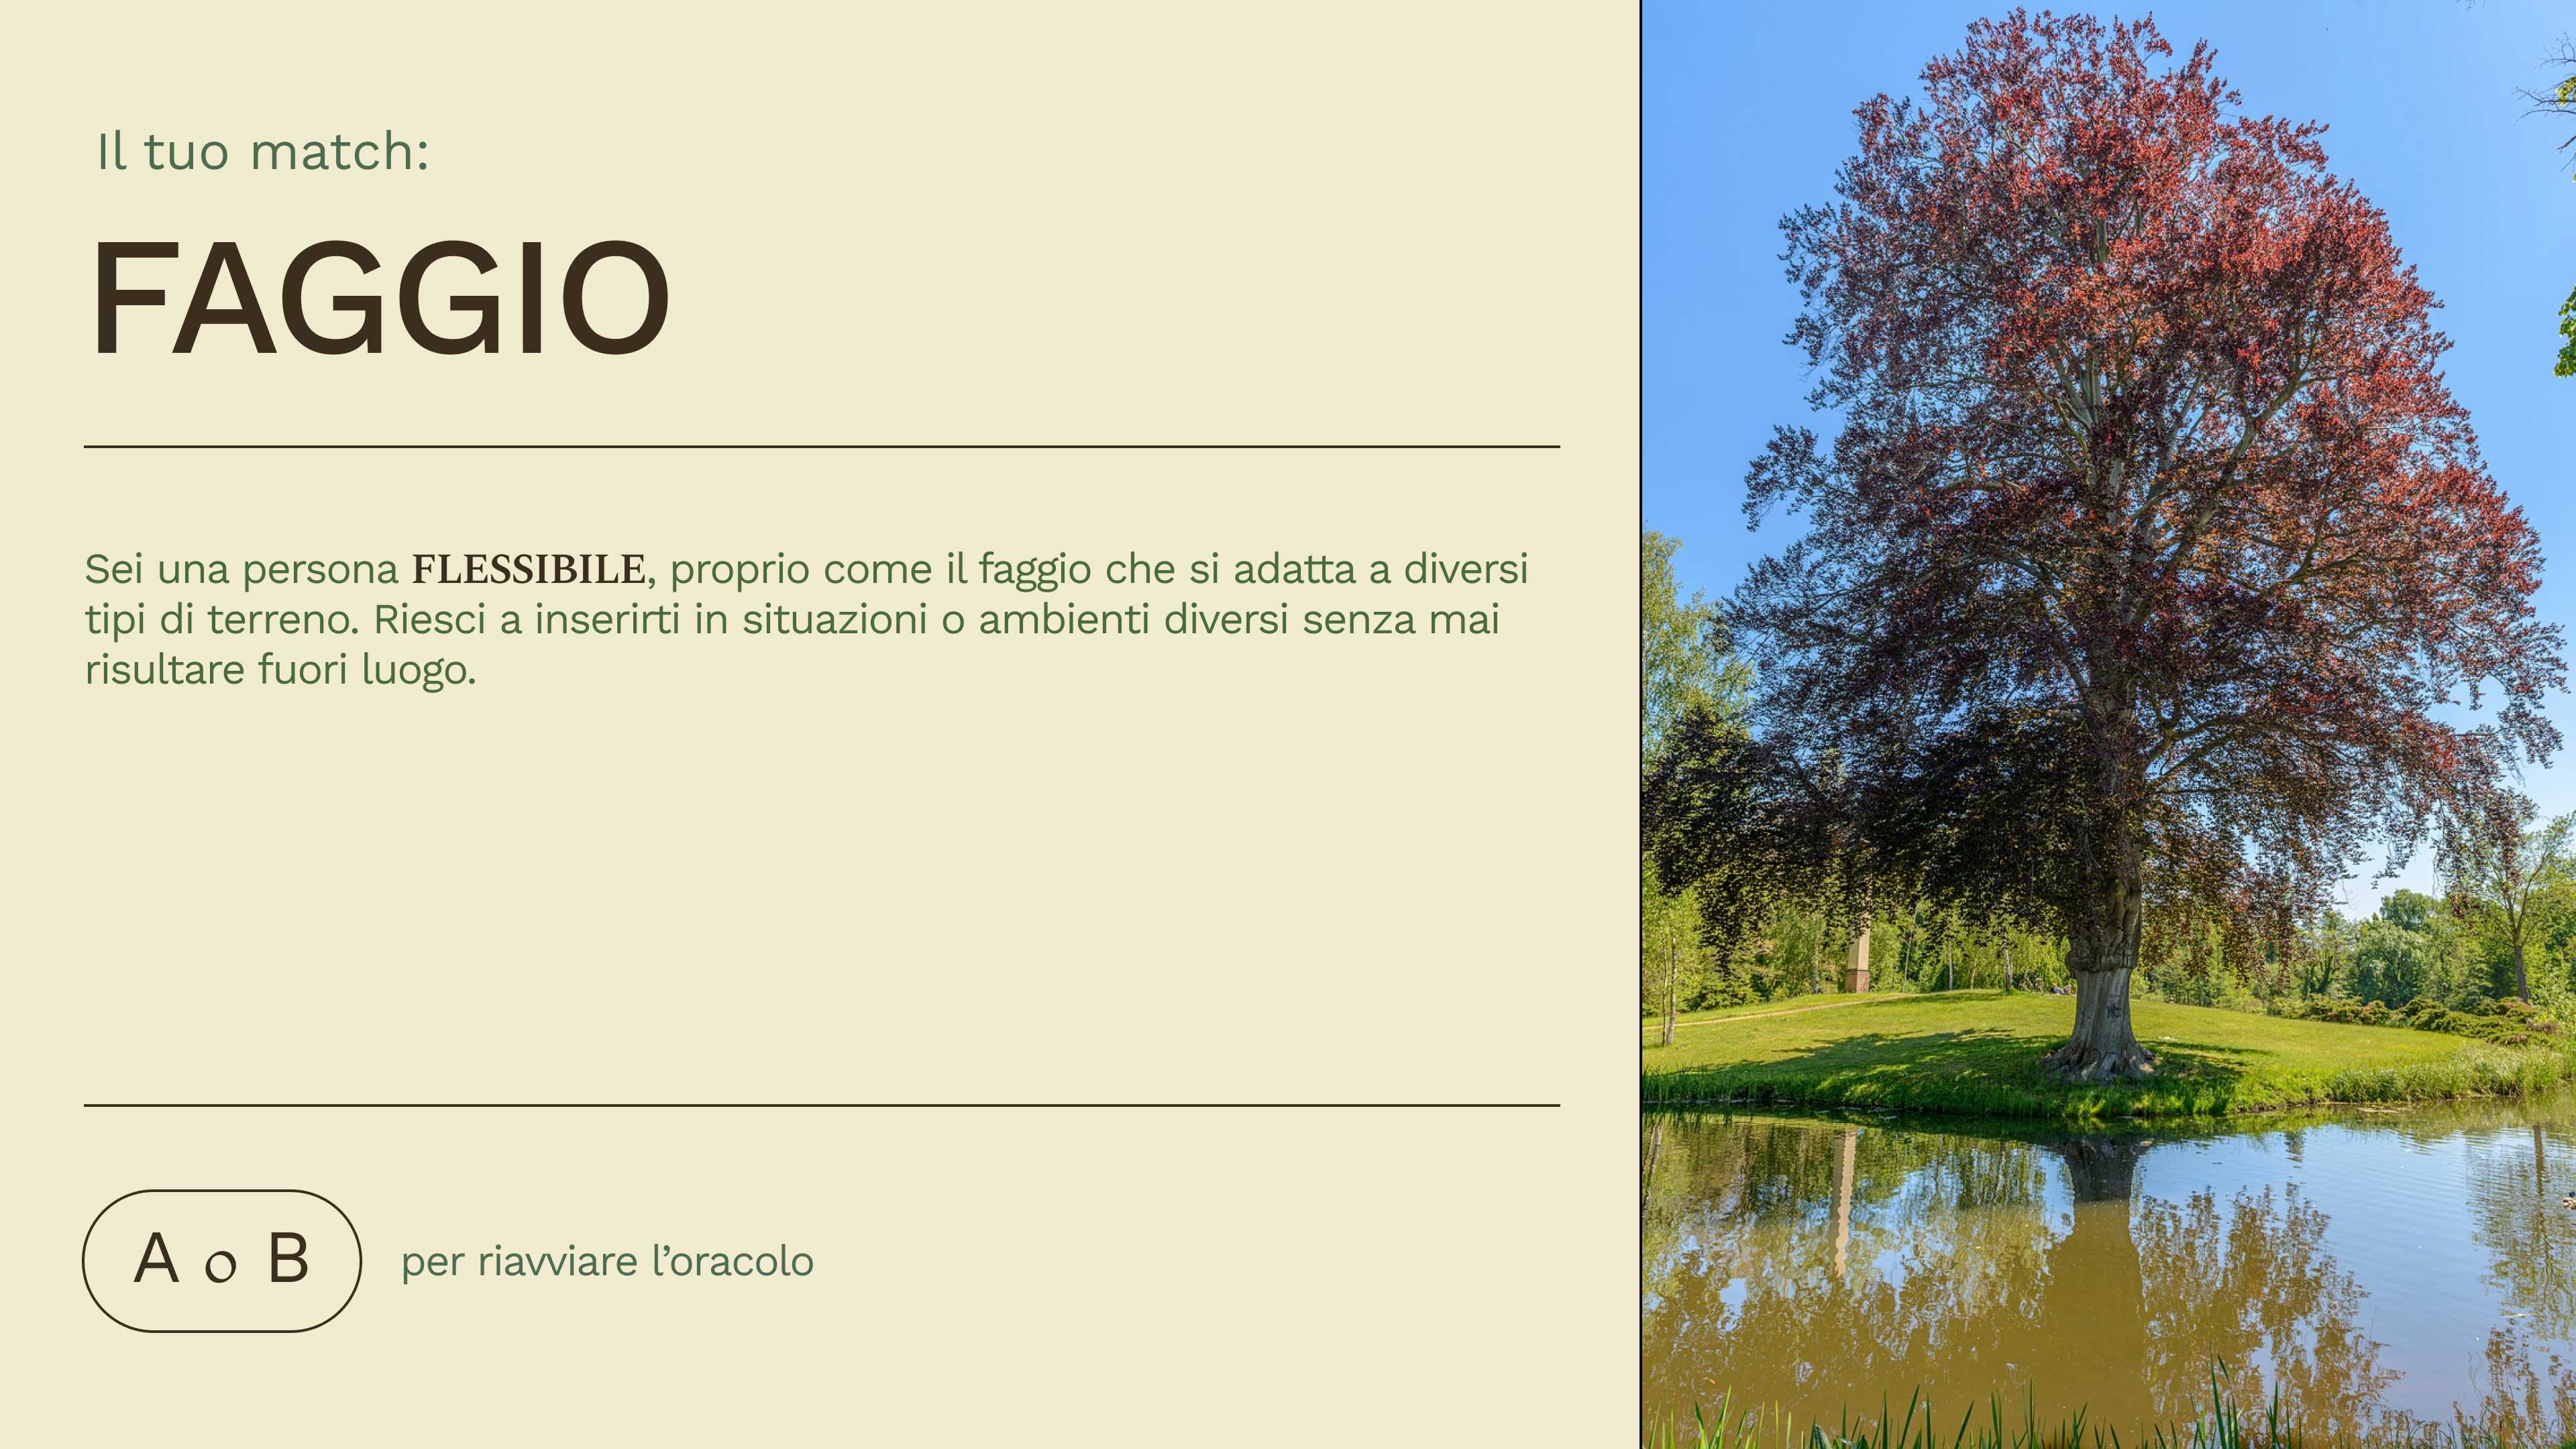 Il tuo match:
FAGGIO
Sei una persona FLESSIBILE, proprio come il faggio che si adatta a diversi
tipi di terreno. Riesci a inserirti in situazioni o ambienti diversi senza mai
risultare fuori luogo.
A o B
per riavviare l’oracolo